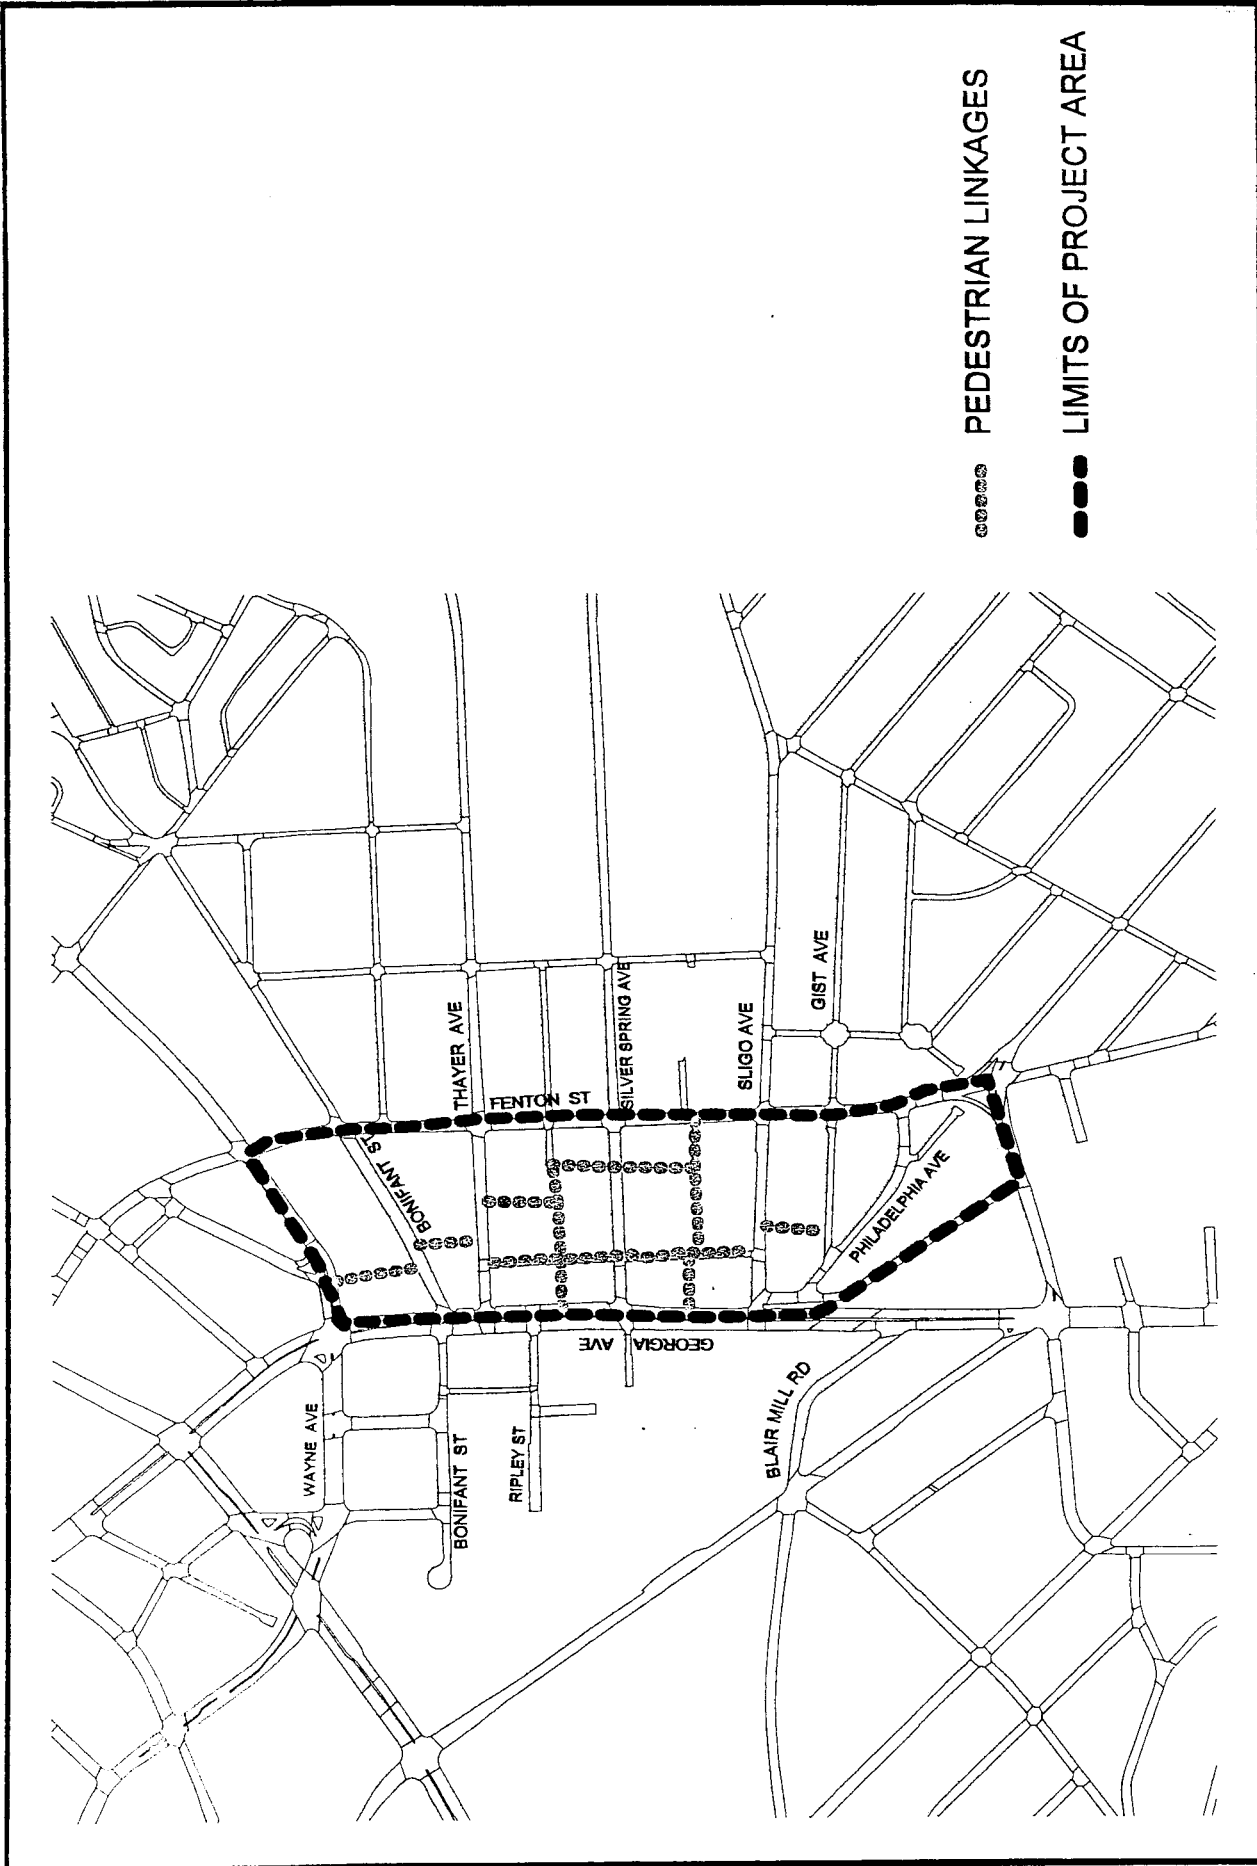 PEDESTRIAN LINKAGES
LIMITS OF PROJECT AREA
THAYER AVE
SILVER SPRING AVE
SLIGO AVE
GIST AVE
FENTON ST
BONIFANT ST
PHILADELPHIA AVE
GEORGIA AVE
WAYNE AVE
BONIFANT ST
RIPLEY ST
BLAIR MILL RD